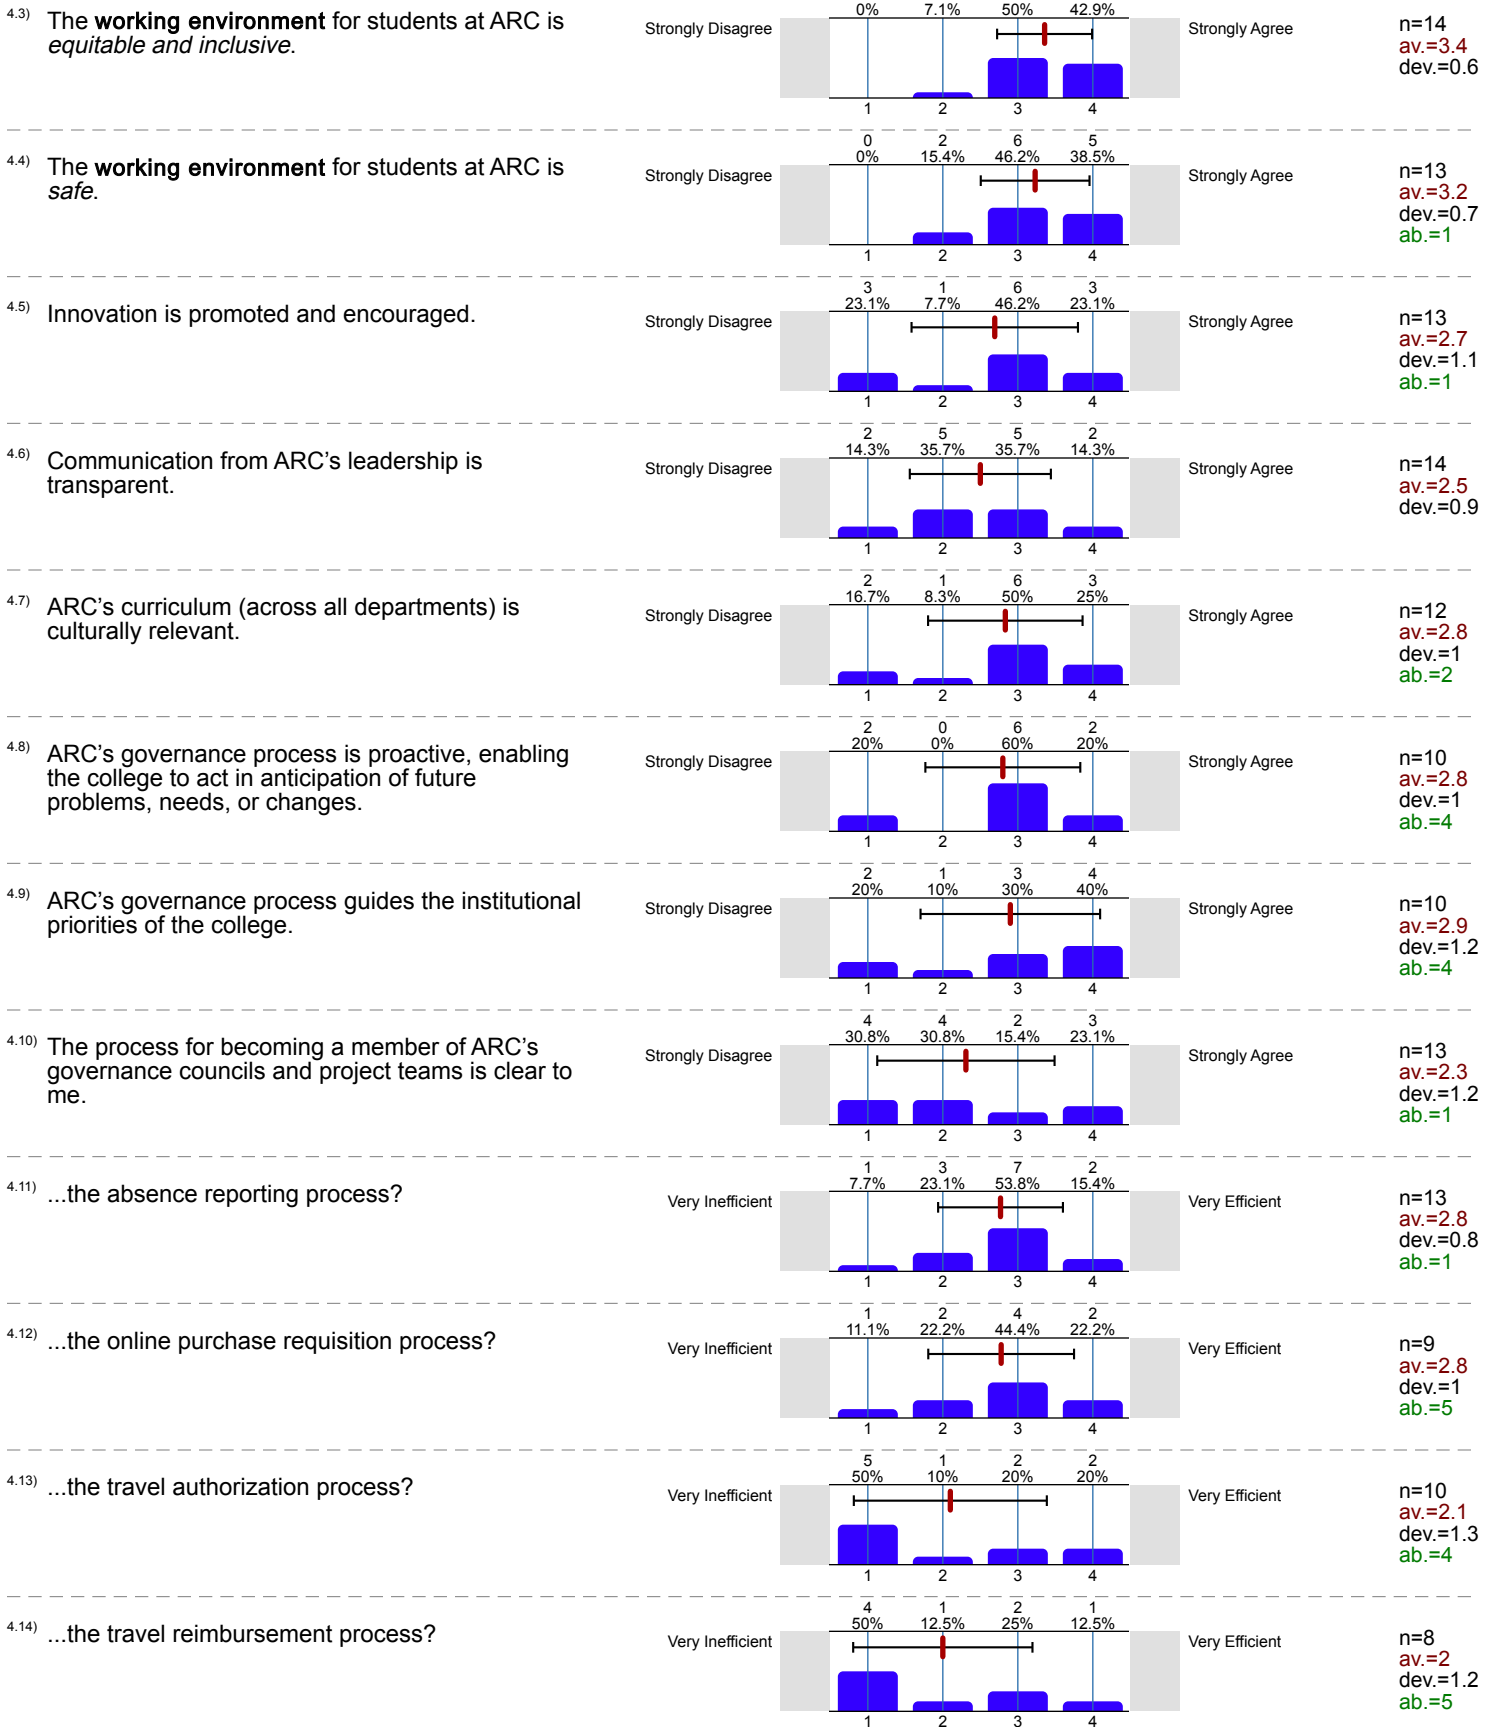 4.3) The working environment for students at ARC is
equitable and inclusive.
Strongly Disagree
0% 7.1% 50% 42.9%
1 2 3 4
Strongly Agree
n=14
av.=3.4
dev.=0.6
4.4) The working environment for students at ARC is
safe.
Strongly Disagree
0 2 6 5
0% 15.4% 46.2% 38.5%
1 2 3 4
Strongly Agree
n=13
av.=3.2
dev.=0.7
ab.=1
4.5) Innovation is promoted and encouraged.
Strongly Disagree
3 1 6 3
23.1% 7.7% 46.2% 23.1%
1 2 3 4
Strongly Agree
n=13
av.=2.7
dev.=1.1
ab.=1
4.6) Communication from ARC's leadership is
transparent.
Strongly Disagree
2 5 5 2
14.3% 35.7% 35.7% 14.3%
1 2 3 4
Strongly Agree
n=14
av.=2.5
dev.=0.9
4.7) ARC's curriculum (across all departments) is
culturally relevant.
Strongly Disagree
2 1 6 3
16.7% 8.3% 50% 25%
1 2 3 4
Strongly Agree
n=12
av.=2.8
dev.=1
ab.=2
4.8) ARC's governance process is proactive, enabling
the college to act in anticipation of future
problems, needs, or changes.
Strongly Disagree
2 0 6 2
20% 0% 60% 20%
1 2 3 4
Strongly Agree
n=10
av.=2.8
dev.=1
ab.=4
4.9) ARC's governance process guides the institutional
priorities of the college.
Strongly Disagree
2 1 3 4
20% 10% 30% 40%
1 2 3 4
Strongly Agree
n=10
av.=2.9
dev.=1.2
ab.=4
4.10) The process for becoming a member of ARC's
governance councils and project teams is clear to
me.
Strongly Disagree
4 4 2 3
30.8% 30.8% 15.4% 23.1%
1 2 3 4
Strongly Agree
n=13
av.=2.3
dev.=1.2
ab.=1
4.11) ...the absence reporting process?
Very Inefficient
1 3 7 2
7.7% 23.1% 53.8% 15.4%
1 2 3 4
Very Efficient
n=13
av.=2.8
dev.=0.8
ab.=1
4.12) ...the online purchase requisition process?
Very Inefficient
1 2 4 2
11.1% 22.2% 44.4% 22.2%
1 2 3 4
Very Efficient
n=9
av.=2.8
dev.=1
ab.=5
4.13) ...the travel authorization process?
Very Inefficient
5 1 2 2
50% 10% 20% 20%
1 2 3 4
Very Efficient
n=10
av.=2.1
dev.=1.3
ab.=4
4.14) ...the travel reimbursement process?
Very Inefficient
4 1 2 1
50% 12.5% 25% 12.5%
1 2 3 4
Very Efficient
n=8
av.=2
dev.=1.2
ab.=5